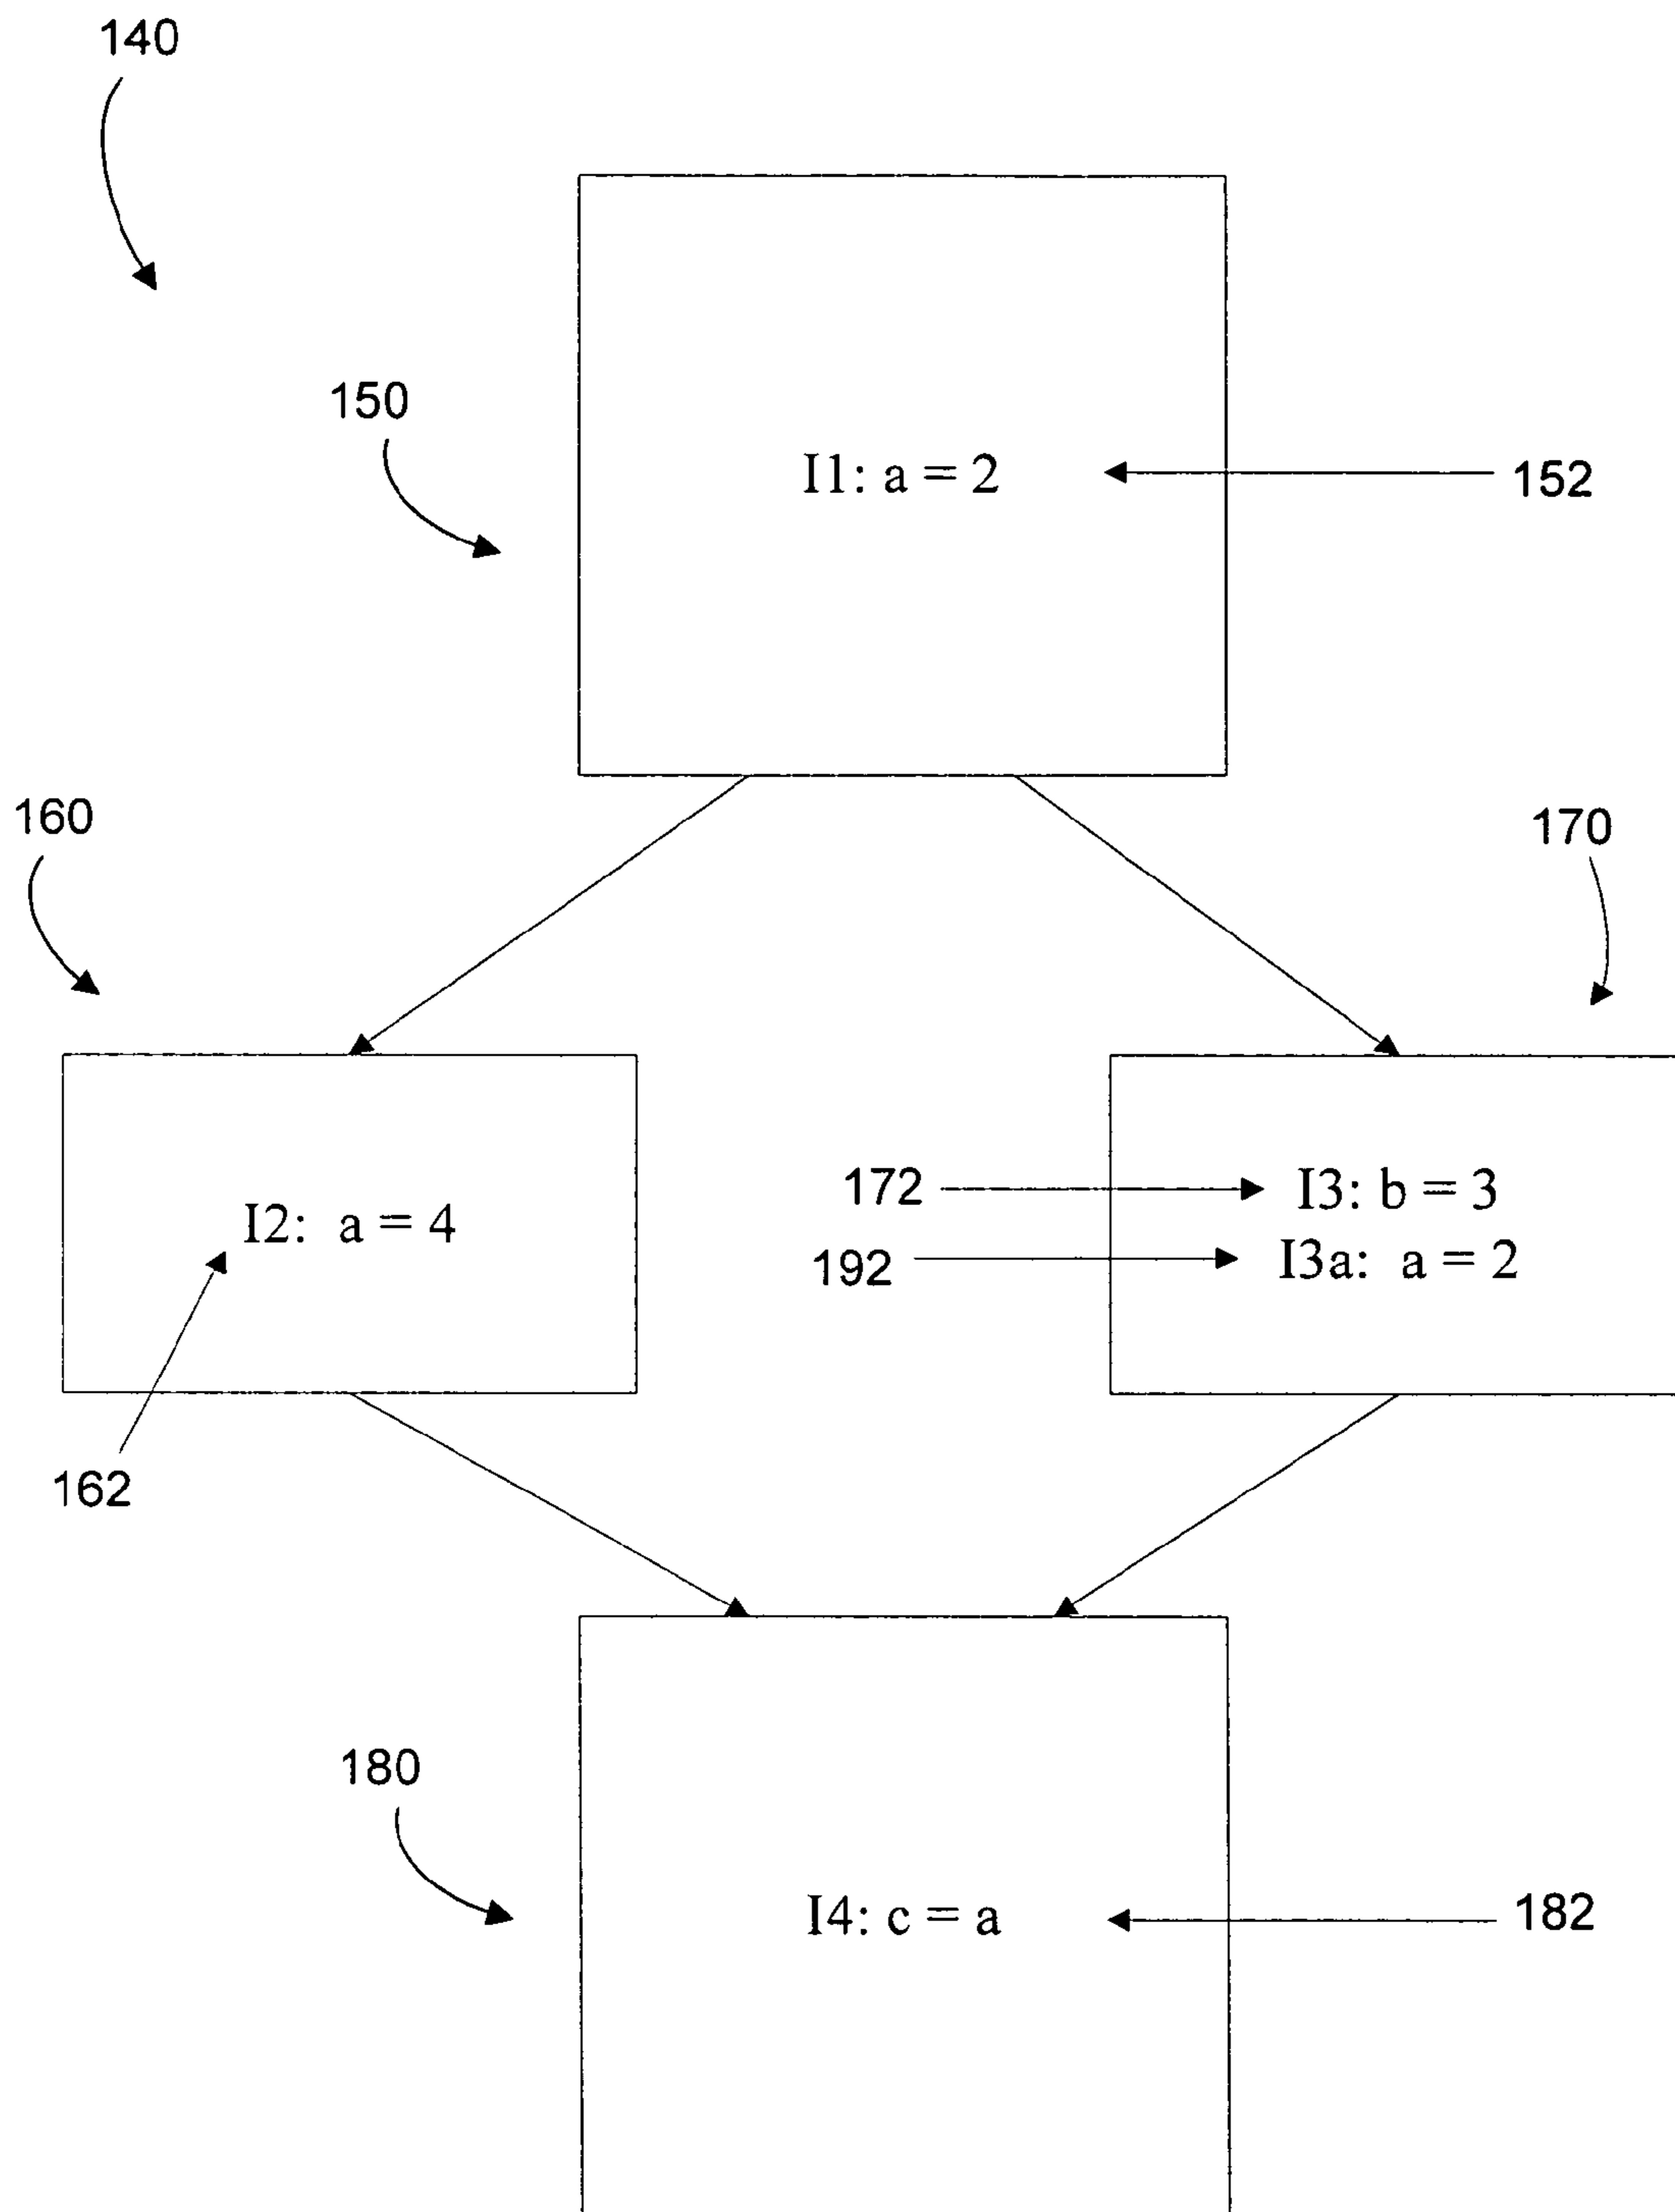 140
150
I1: a = 2
152
160
170
172
I3: b = 3
I2: a = 4
192
I3a: a = 2
162
180
I4: c = a
182